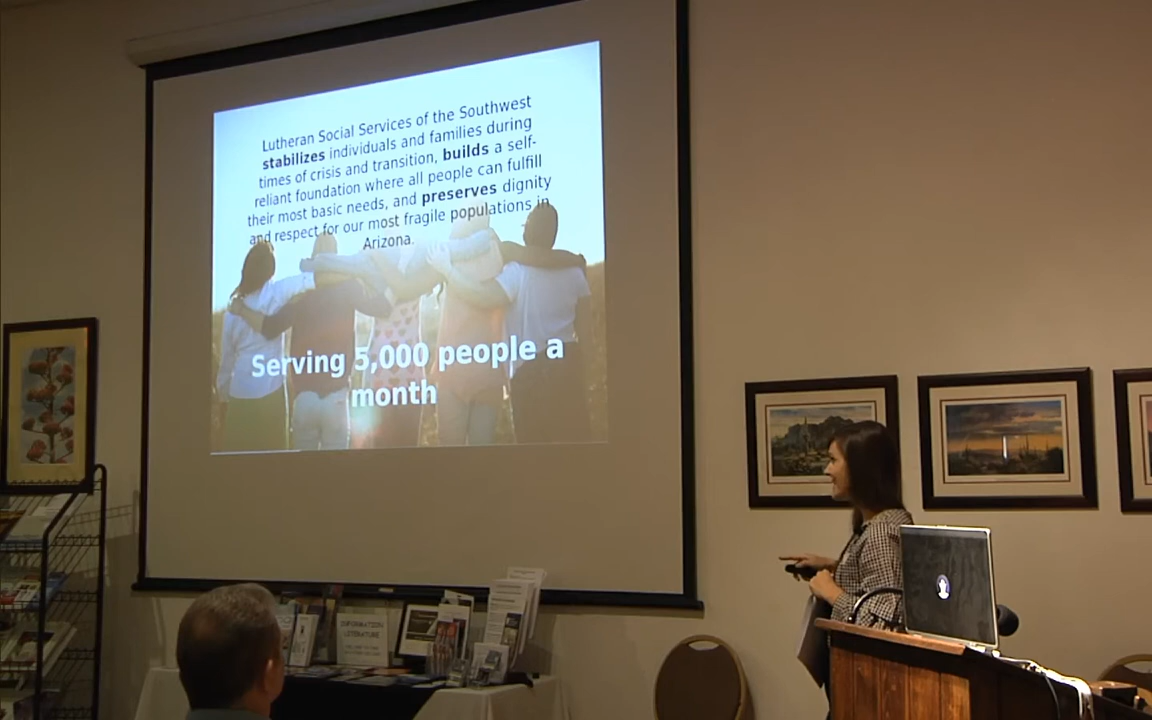 Lutheran Social Services of the Southwest
stabilizes individuals and families during
times of crisis and transition, builds a self-
reliant foundation where all people can fulfill
their most basic needs, and preserves dignity
and respect for our most fragile populations in
Arizona.
Serving 5,000 people a
month
INFORMATION
LITERATURE